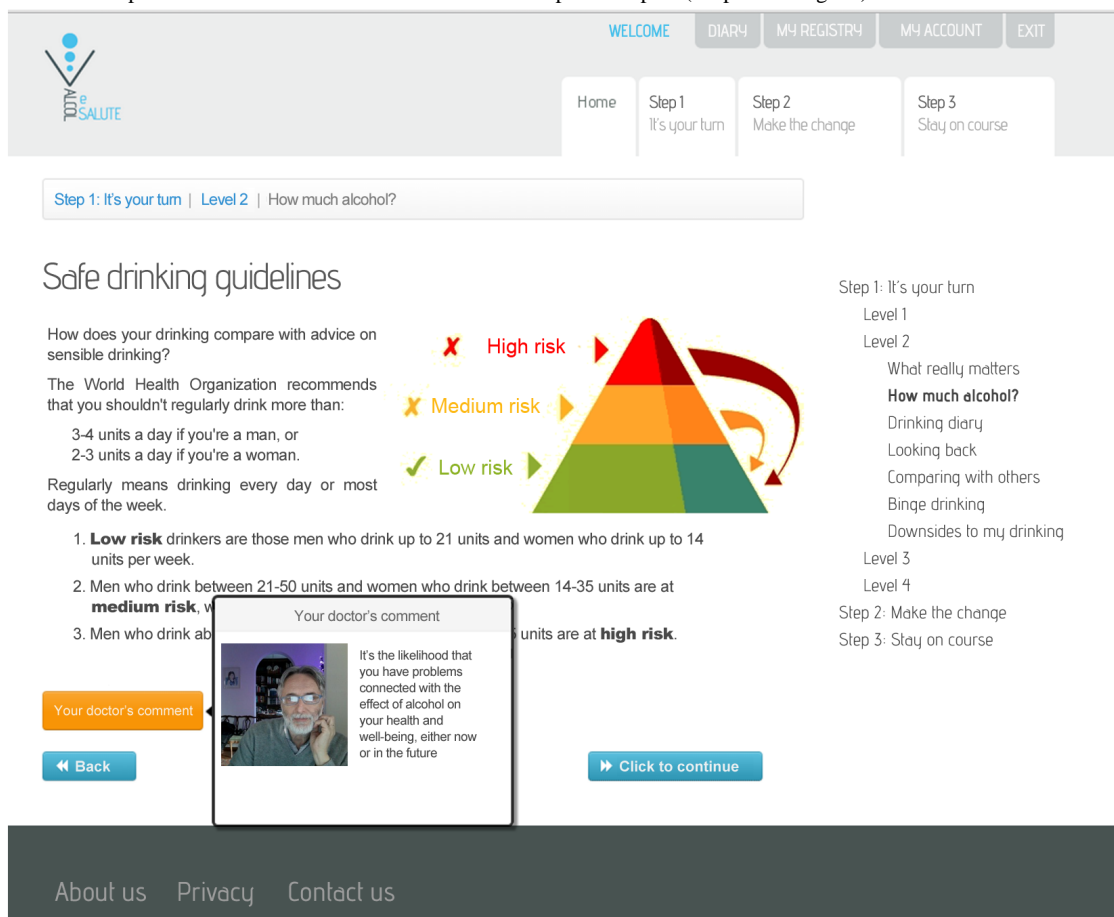 WELCOME
DIARY
MY REGISTRY
MY ACCOUNT
EXIT
ALCOL
e
SALUTE
Home
Step 1
It's your turn
Step 2
Make the change
Step 3
Stay on course
Step 1: It's your turn | Level 2 | How much alcohol?
Safe drinking guidelines
How does your drinking compare with advice on
sensible drinking?
The World Health Organization recommends
that you shouldn't regularly drink more than:
3-4 units a day if you're a man, or
2-3 units a day if you're a woman.
Regularly means drinking every day or most
days of the week.
✘ High risk
✘ Medium risk
✓ Low risk
1. Low risk drinkers are those men who drink up to 21 units and women who drink up to 14
units per week.
2. Men who drink between 21-50 units and women who drink between 14-35 units are at
medium risk,
3. Men who drink units are at high risk.
Your doctor's comment
Your doctor's comment
It's the likelihood that
you have problems
connected with the
effect of alcohol on
your health and
well-being, either now
or in the future
Back
Click to continue
Step 1: It's your turn
Level 1
Level 2
What really matters
How much alcohol?
Drinking diary
Looking back
Comparing with others
Binge drinking
Downsides to my drinking
Level 3
Level 4
Step 2: Make the change
Step 3: Stay on course
About us
Privacy
Contact us